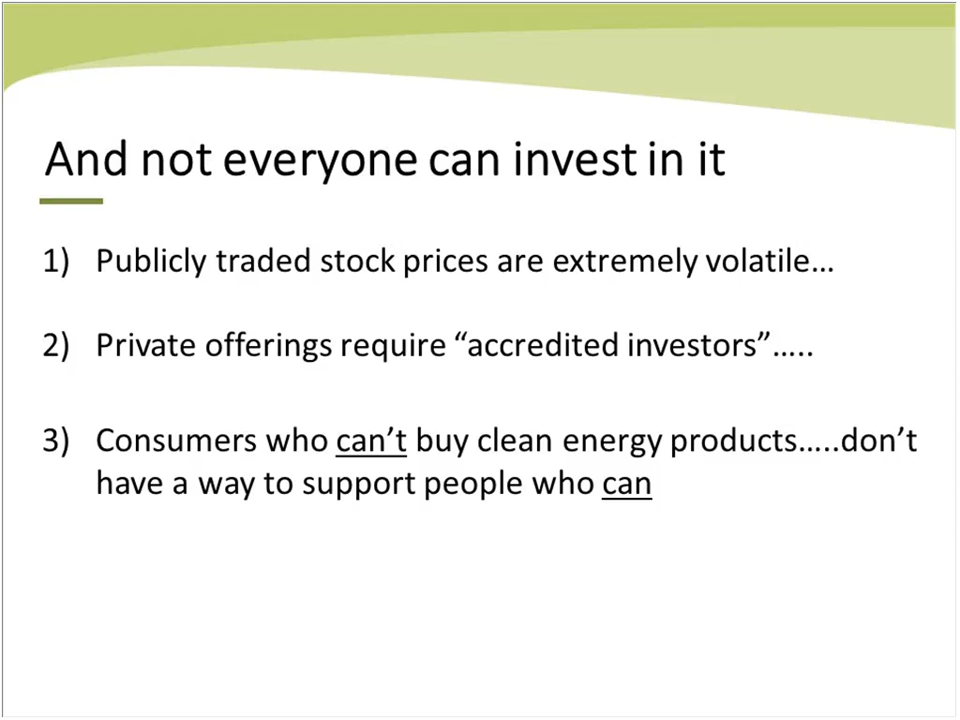 And not everyone can invest in it
1) Publicly traded stock prices are extremely volatile…
2) Private offerings require “accredited investors”…..
3) Consumers who can’t buy clean energy products…..don’t
have a way to support people who can